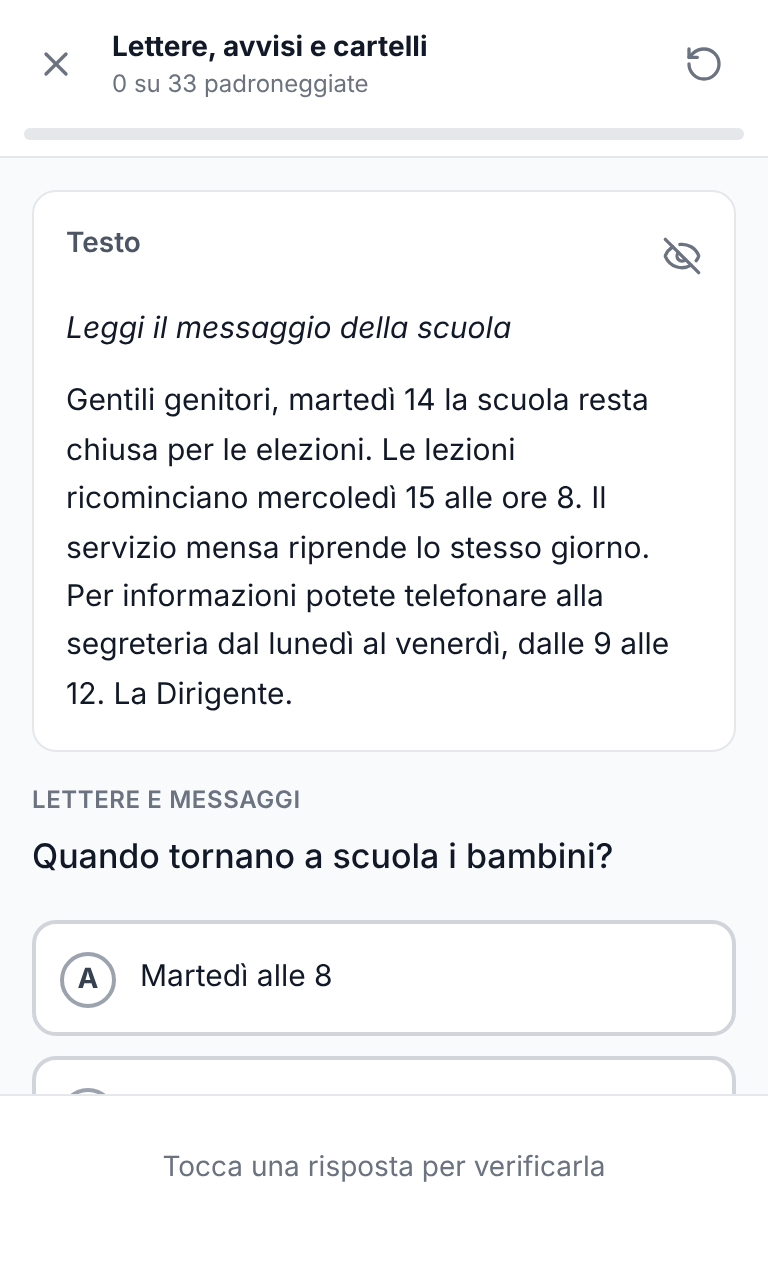 Lettere, avvisi e cartelli
0 su 33 padroneggiate
Testo
Leggi il messaggio della scuola
Gentili genitori, martedì 14 la scuola resta
chiusa per le elezioni. Le lezioni
ricominciano mercoledì 15 alle ore 8. Il
servizio mensa riprende lo stesso giorno.
Per informazioni potete telefonare alla
segreteria dal lunedì al venerdì, dalle 9 alle
12. La Dirigente.
LETTERE E MESSAGGI
Quando tornano a scuola i bambini?
A Martedì alle 8
Tocca una risposta per verificarla